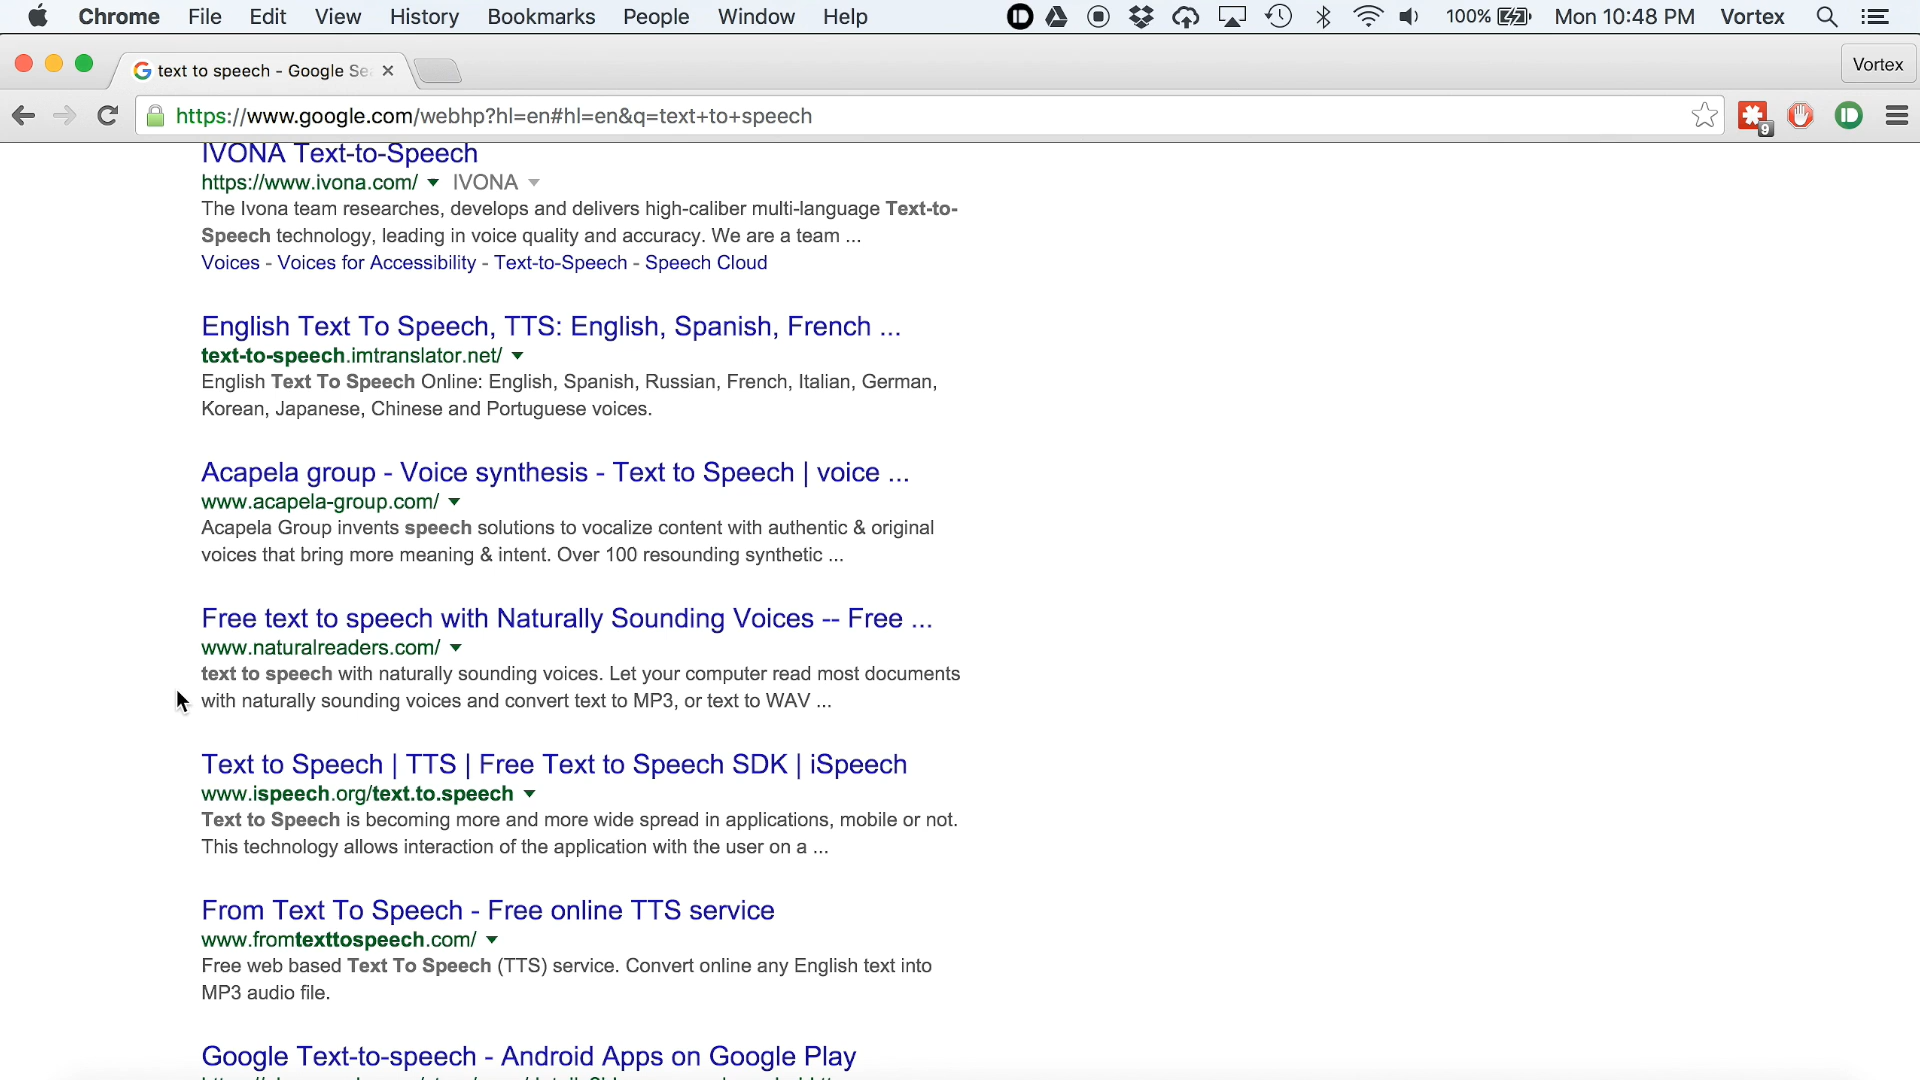 Chrome File Edit View History Bookmarks People Window Help 100% Mon 10:48 PM Vortex
text to speech - Google Se Vortex
https://www.google.com/webhp?hl=en#hl=en&q=text+to+speech 9
IVONA Text-to-Speech
https://www.ivona.com/ IVONA
The Ivona team researches, develops and delivers high-caliber multi-language Text-to-
Speech technology, leading in voice quality and accuracy. We are a team ...
Voices - Voices for Accessibility - Text-to-Speech - Speech Cloud
English Text To Speech, TTS: English, Spanish, French ...
text-to-speech.imtranslator.net/
English Text To Speech Online: English, Spanish, Russian, French, Italian, German,
Korean, Japanese, Chinese and Portuguese voices.
Acapela group - Voice synthesis - Text to Speech | voice ...
www.acapela-group.com/
Acapela Group invents speech solutions to vocalize content with authentic & original
voices that bring more meaning & intent. Over 100 resounding synthetic ...
Free text to speech with Naturally Sounding Voices -- Free ...
www.naturalreaders.com/
text to speech with naturally sounding voices. Let your computer read most documents
with naturally sounding voices and convert text to MP3, or text to WAV ...
Text to Speech | TTS | Free Text to Speech SDK | iSpeech
www.ispeech.org/text.to.speech
Text to Speech is becoming more and more wide spread in applications, mobile or not.
This technology allows interaction of the application with the user on a ...
From Text To Speech - Free online TTS service
www.fromtexttospeech.com/
Free web based Text To Speech (TTS) service. Convert online any English text into
MP3 audio file.
Google Text-to-speech - Android Apps on Google Play